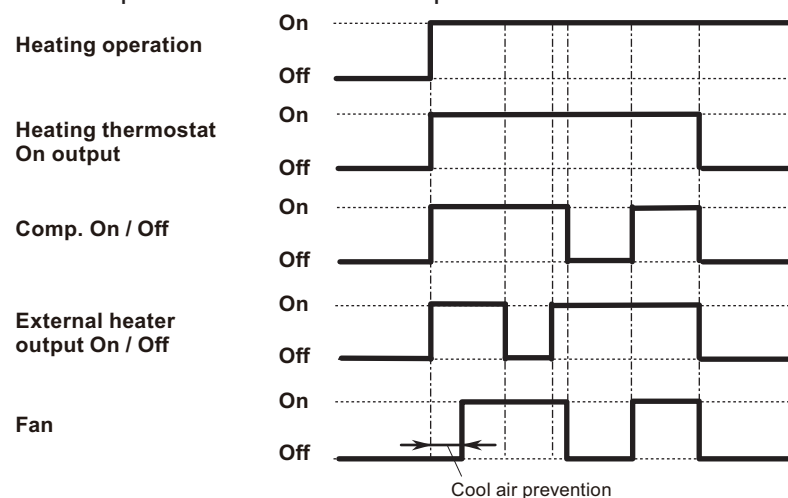 On
Heating operation
Off
On
Heating thermostat
On output
Off
On
Comp. On / Off
Off
On
External heater
output On / Off
Off
On
Fan
Off
Cool air prevention